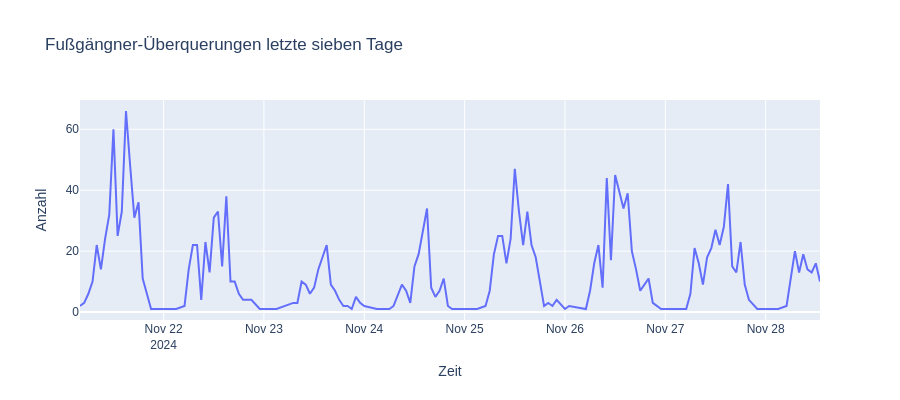 Fußgängner-Überquerungen letzte sieben Tage
Anzahl
60
40
20
0
Nov 22
2024
Nov 23
Nov 24
Nov 25
Nov 26
Nov 27
Nov 28
Zeit